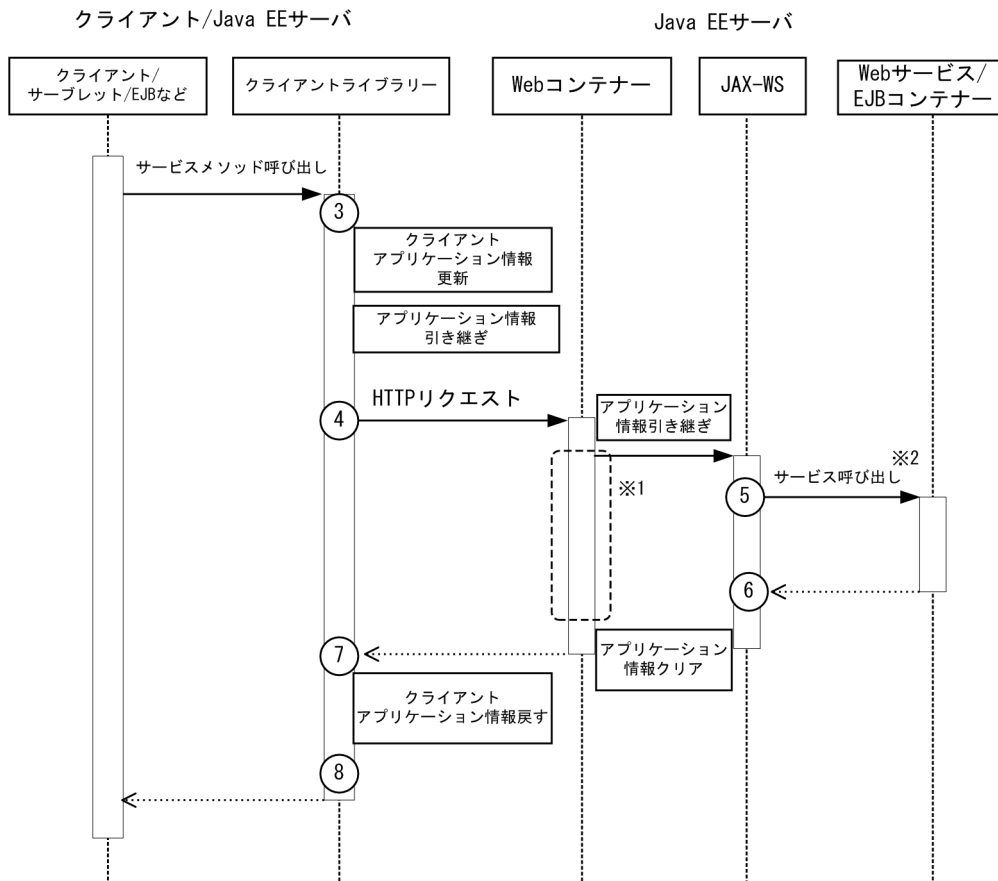 クライアント/Java EEサーバ
Java EEサーバ
クライアント/
サーブレット/EJBなど
クライアントライブラリー
Webコンテナー
JAX-WS
Webサービス/
EJBコンテナー
サービスメソッド呼び出し
3
クライアント
アプリケーション情報
更新
アプリケーション情報
引き継ぎ
4
HTTPリクエスト
アプリケーション
情報引き継ぎ
※1
5
サービス呼び出し
※2
6
アプリケーション
情報クリア
7
クライアント
アプリケーション情報戻す
8